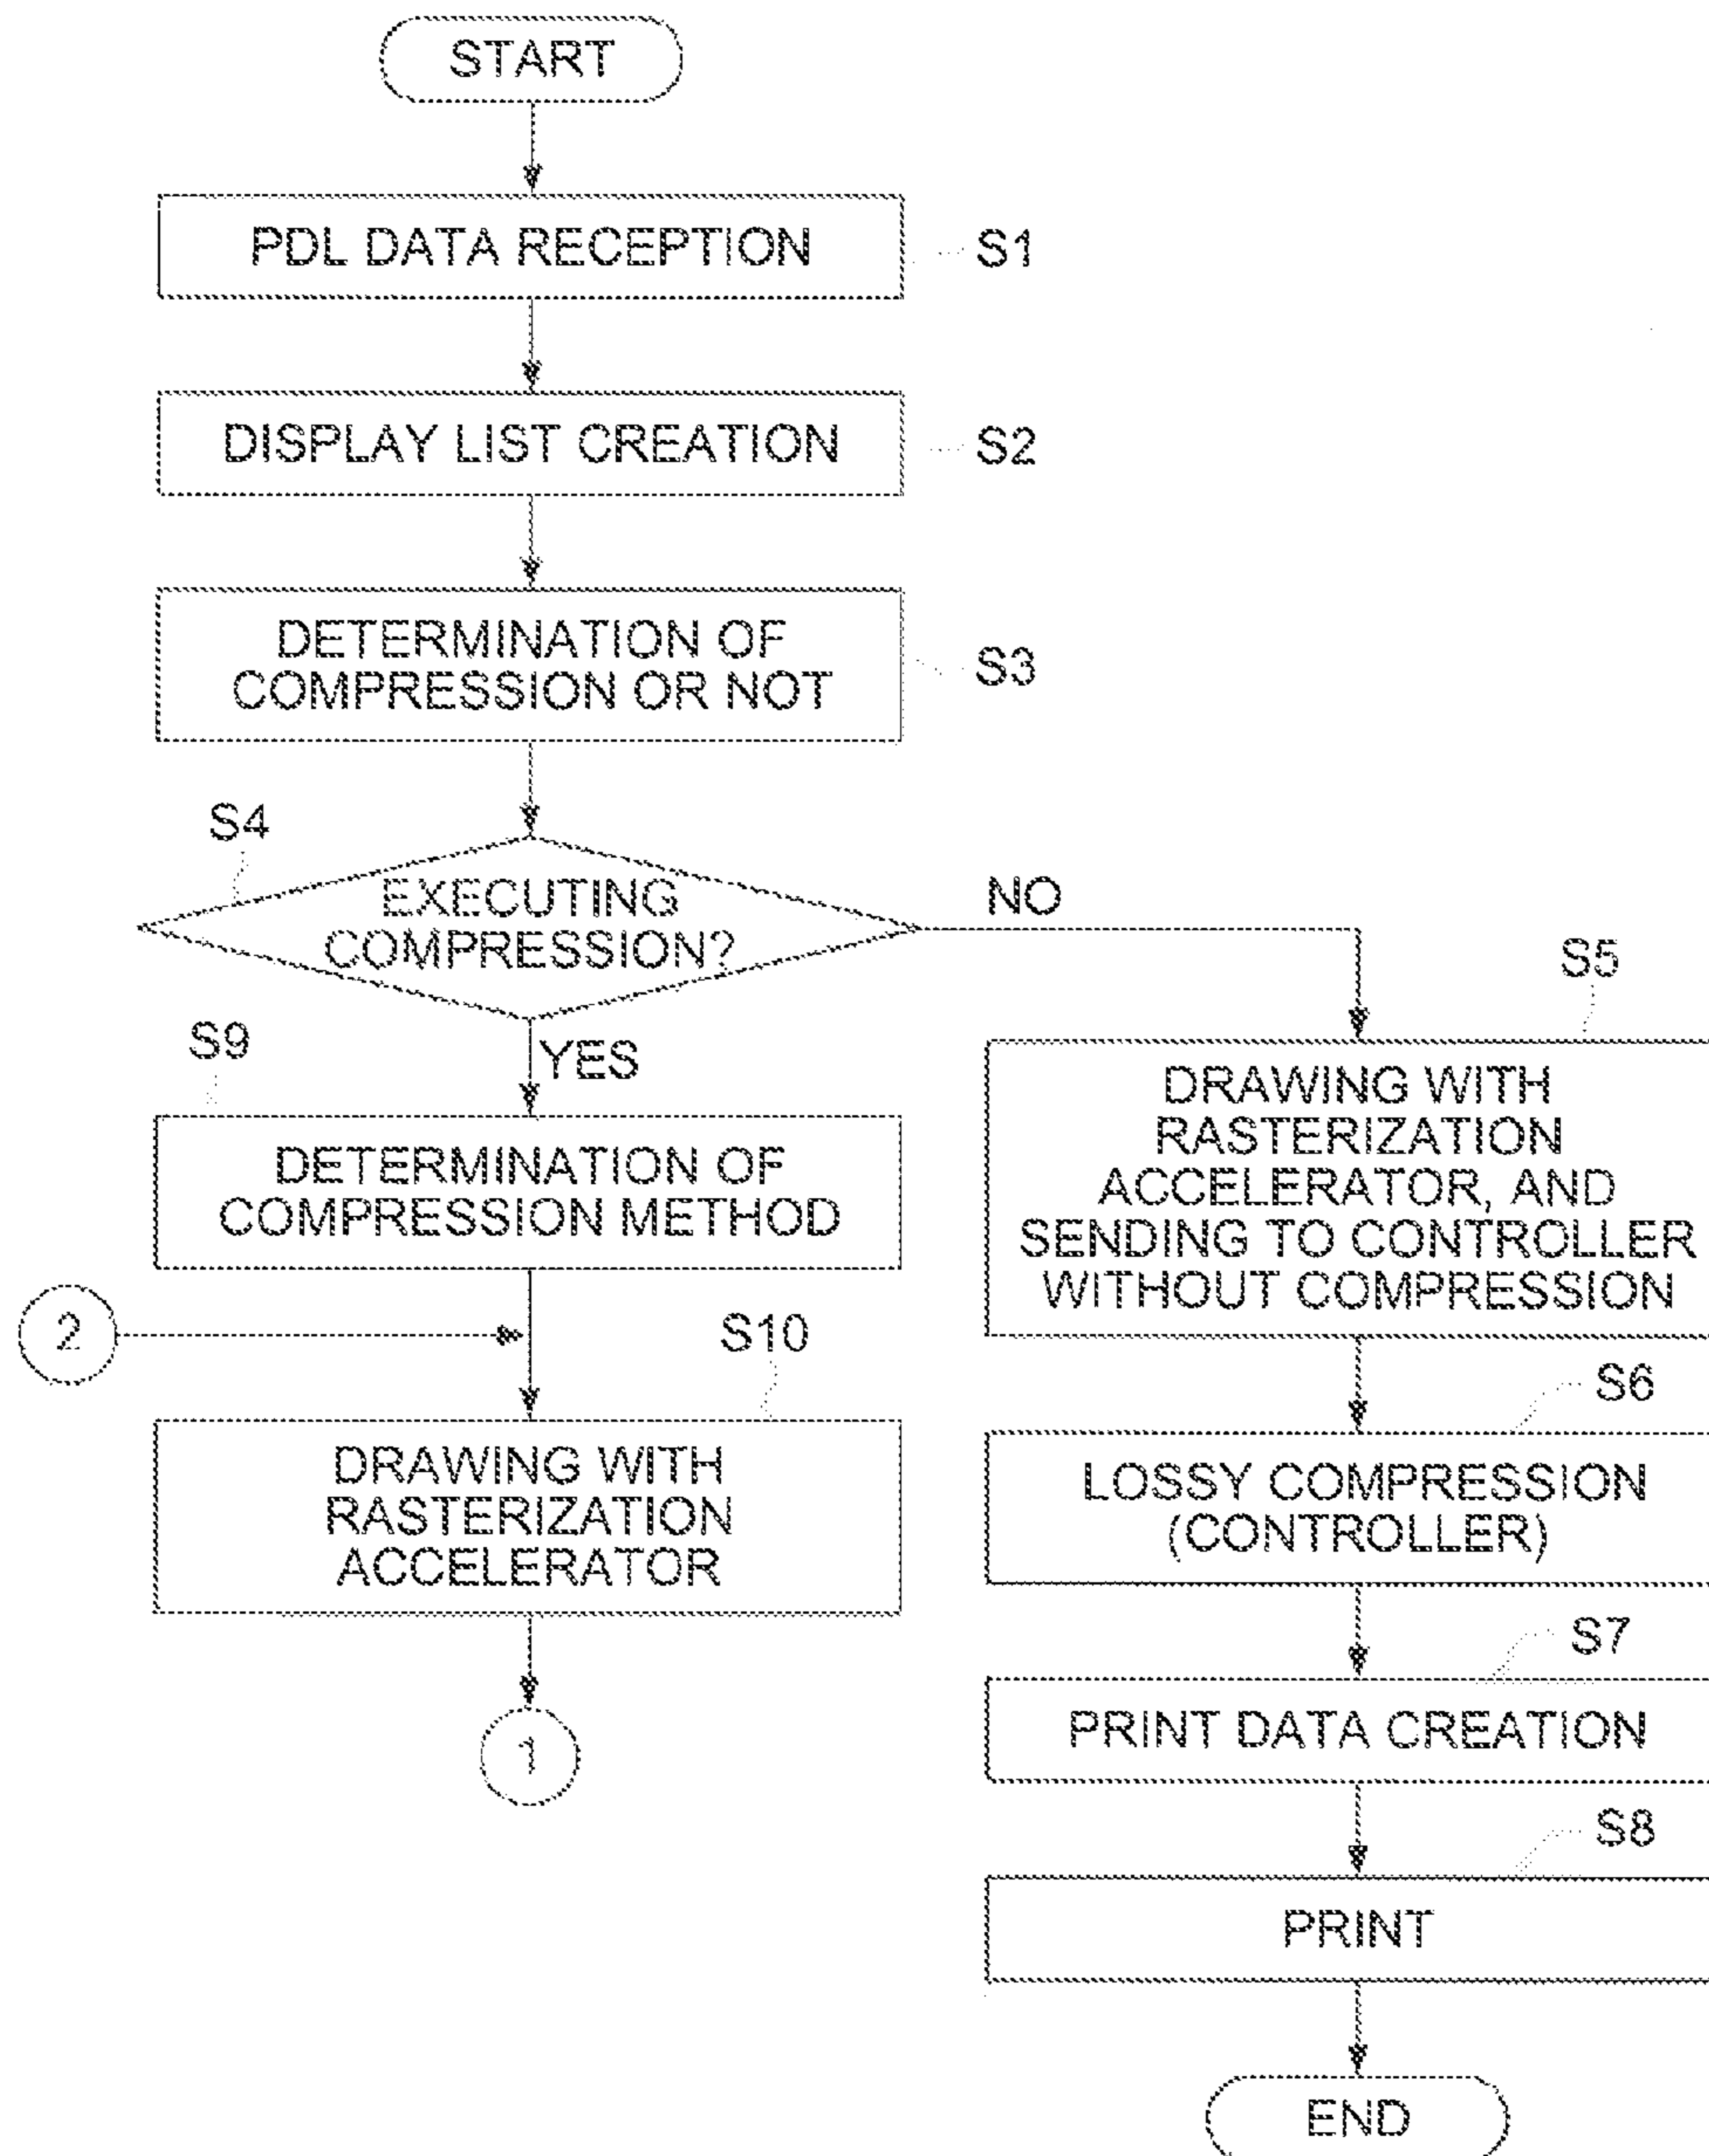 START
PDL DATA RECEPTION
S1
DISPLAY LIST CREATION
S2
DETERMINATION OF
COMPRESSION OR NOT
S3
S4
EXECUTING
COMPRESSION?
NO
YES
S9
DETERMINATION OF
COMPRESSION METHOD
2
S10
DRAWING WITH
RASTERIZATION
ACCELERATOR
1
S5
DRAWING WITH
RASTERIZATION
ACCELERATOR, AND
SENDING TO CONTROLLER
WITHOUT COMPRESSION
S6
LOSSY COMPRESSION
(CONTROLLER)
S7
PRINT DATA CREATION
S8
PRINT
END